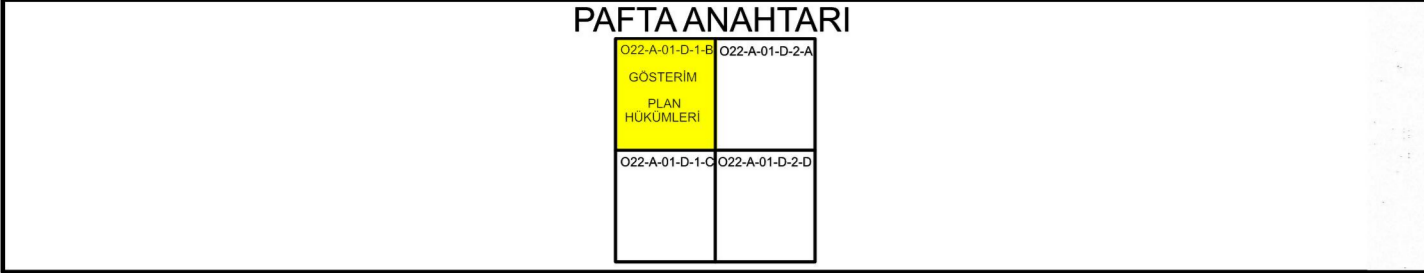 PAFTA ANAHTARI
O22-A-01-D-1-B
O22-A-01-D-2-A
GÖSTERİM
PLAN
HÜKÜMLERİ
O22-A-01-D-1-C
O22-A-01-D-2-D